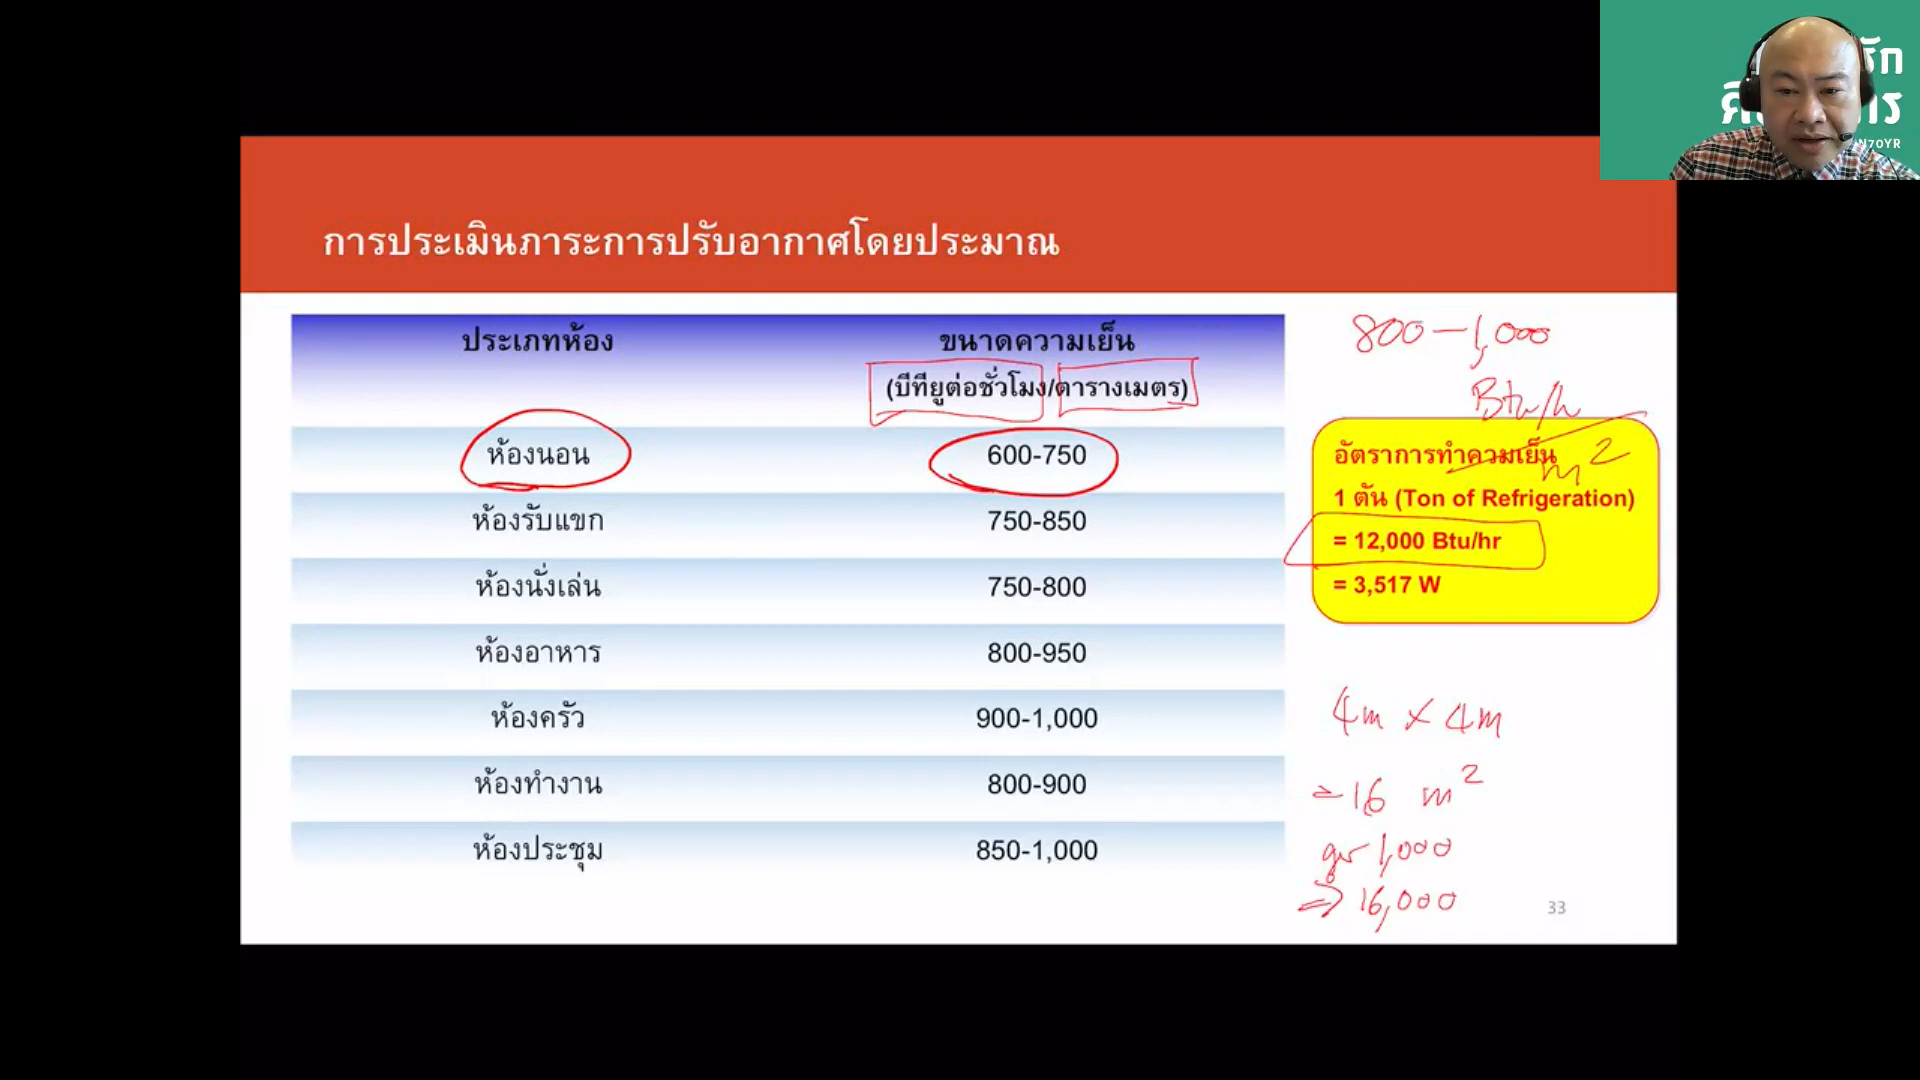 การประเมินภาระการปรับอากาศโดยประมาณ
ประเภทห้อง
ขนาดความเย็น
(บีทียูต่อชั่วโมง/ตารางเมตร)
ห้องนอน
600-750
ห้องรับแขก
750-850
ห้องนั่งเล่น
750-800
ห้องอาหาร
800-950
ห้องครัว
900-1,000
ห้องทำงาน
800-900
ห้องประชุม
850-1,000
800-1,000
Btu/h
m²
อัตราการทำความเย็น
1 ตัน (Ton of Refrigeration)
= 12,000 Btu/hr
= 3,517 W
4m × 4m
= 16 m²
1,000
⇒ 16,000
33
N70YR